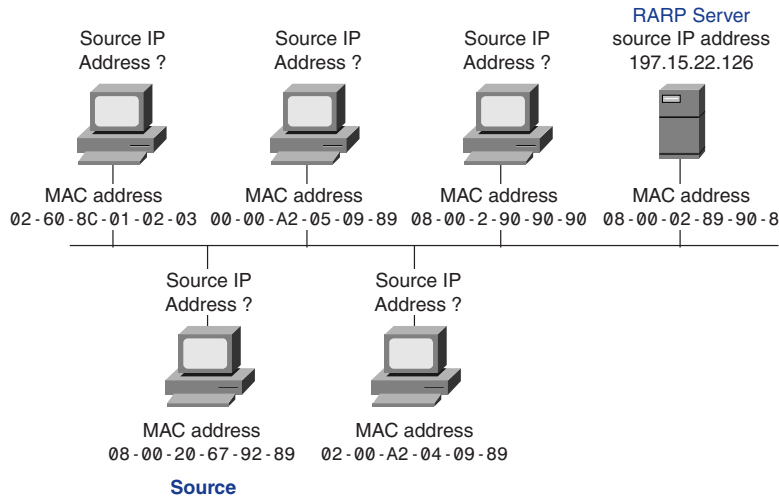 RARP Server
Source IP
Address ?
Source IP
Address ?
Source IP
Address ?
source IP address
197.15.22.126
MAC address
02-60-8C-01-02-03
MAC address
00-00-A2-05-09-89
MAC address
08-00-2-90-90-90
MAC address
08-00-02-89-90-8
Source IP
Address ?
Source IP
Address ?
MAC address
08-00-20-67-92-89
MAC address
02-00-A2-04-09-89
Source